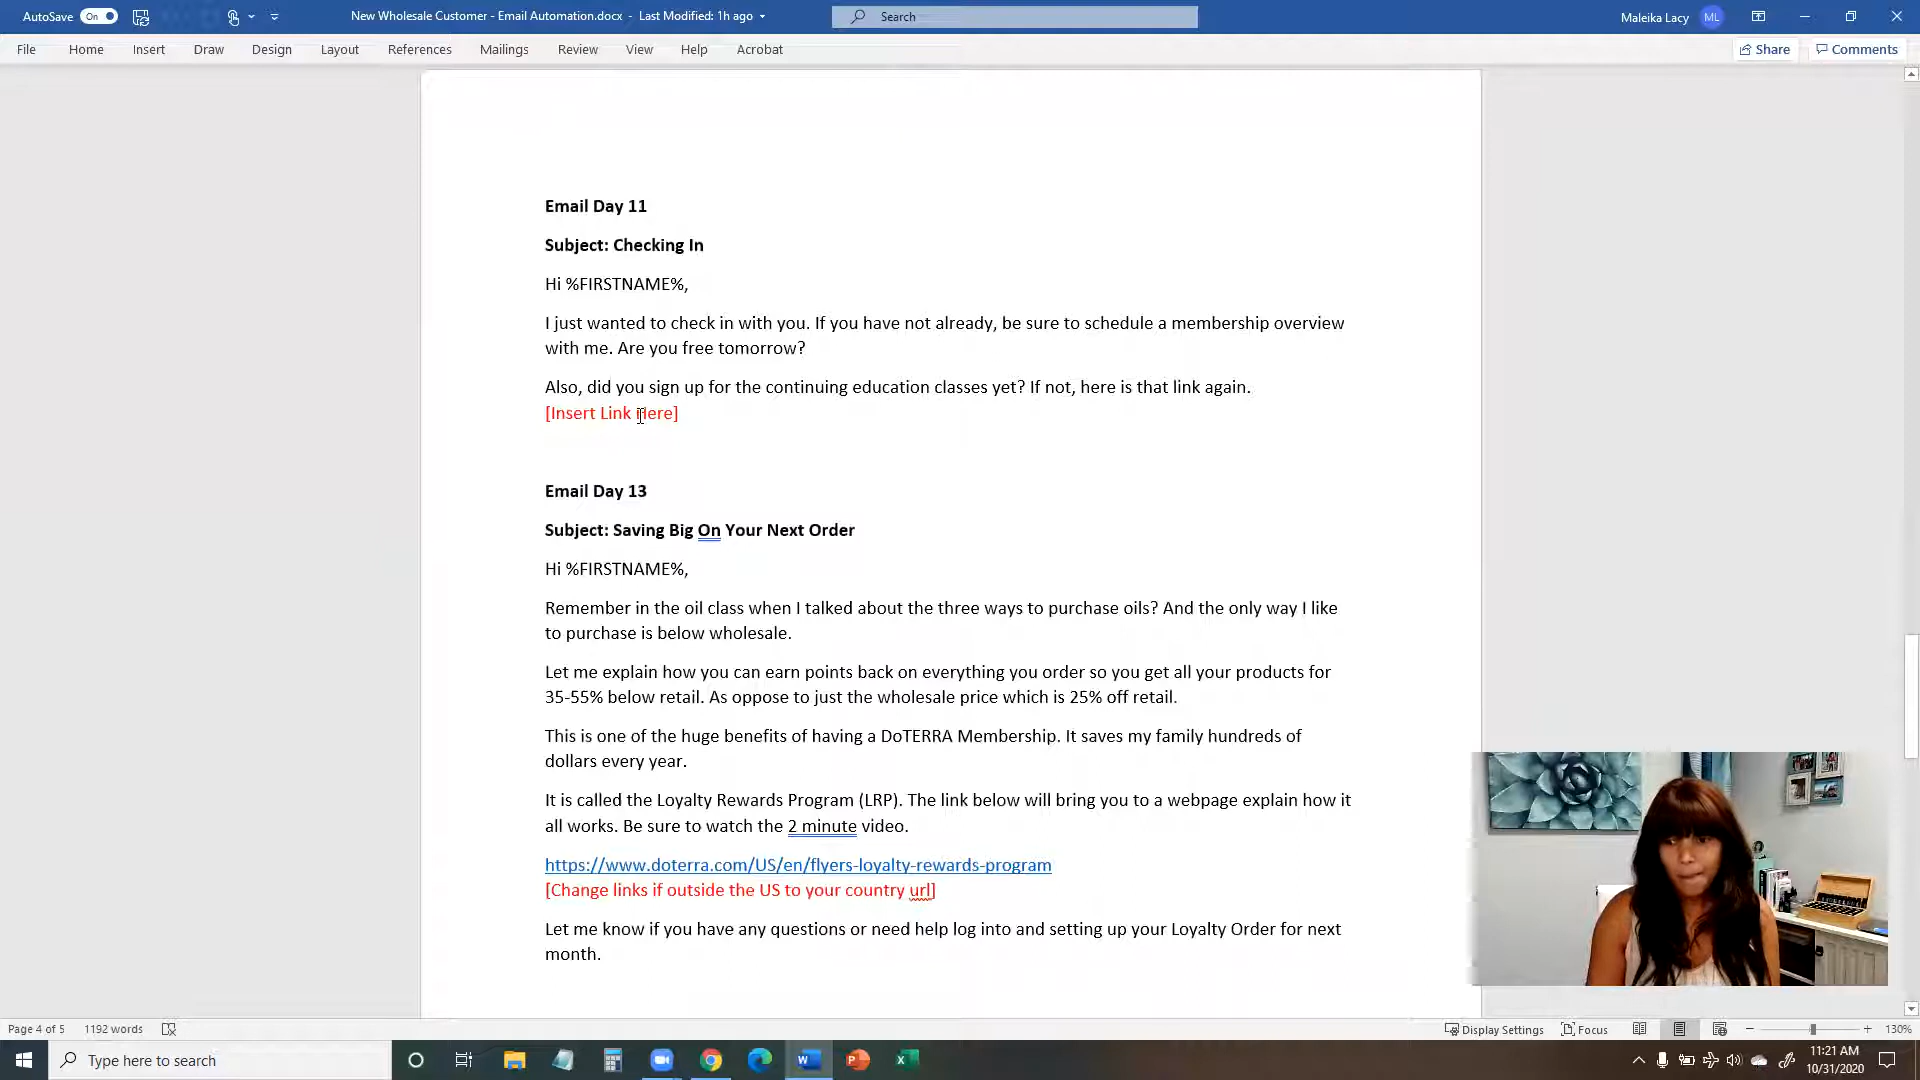 AutoSave On New Wholesale Customer - Email Automation.docx - Last Modified: 1h ago Search Maleika Lacy ML
File Home Insert Draw Design Layout References Mailings Review View Help Acrobat Share Comments
Email Day 11
Subject: Checking In
Hi %FIRSTNAME%,
I just wanted to check in with you. If you have not already, be sure to schedule a membership overview
with me. Are you free tomorrow?
Also, did you sign up for the continuing education classes yet? If not, here is that link again.
[Insert Link Here]
Email Day 13
Subject: Saving Big On Your Next Order
Hi %FIRSTNAME%,
Remember in the oil class when I talked about the three ways to purchase oils? And the only way I like
to purchase is below wholesale.
Let me explain how you can earn points back on everything you order so you get all your products for
35-55% below retail. As oppose to just the wholesale price which is 25% off retail.
This is one of the huge benefits of having a DoTERRA Membership. It saves my family hundreds of
dollars every year.
It is called the Loyalty Rewards Program (LRP). The link below will bring you to a webpage explain how it
all works. Be sure to watch the 2 minute video.
https://www.doterra.com/US/en/flyers-loyalty-rewards-program
[Change links if outside the US to your country url]
Let me know if you have any questions or need help log into and setting up your Loyalty Order for next
month.
Page 4 of 5 1192 words Display Settings Focus 130%
Type here to search 11:21 AM
10/31/2020